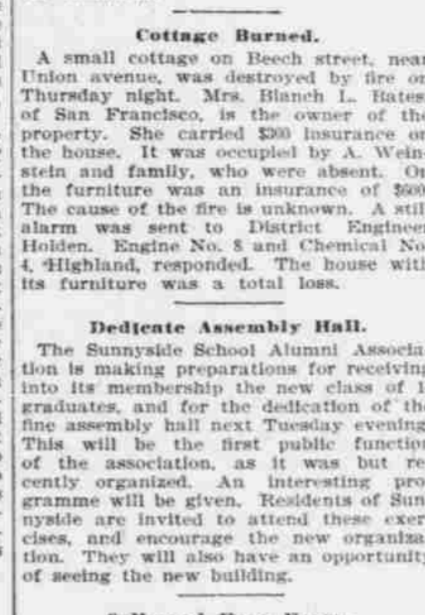 Cottage Burned.
A small cottage on Beech street, near
Union avenue, was destroyed by fire on
Thursday night. Mrs. Blanch L. Bates,
of San Francisco, is the owner of the
property. She carried $300 insurance on
the house. It was occupied by A. Wein-
stein and family, who were absent. On
the furniture was an insurance of $600.
The cause of the fire is unknown. A still
alarm was sent to District Engineer
Holden. Engine No. 8 and Chemical No.
4, Highland, responded. The house with
its furniture was a total loss.
Dedicate Assembly Hall.
The Sunnyside School Alumni Associa-
tion is making preparations for receiving
into its membership the new class of
graduates, and for the dedication of the
fine assembly hall next Tuesday evening.
This will be the first public function
of the association, as it was but re-
cently organized. An interesting pro-
gramme will be given. Residents of Sun-
nyside are invited to attend these exer-
cises, and encourage the new organiza-
tion. They will also have an opportunity
of seeing the new building.